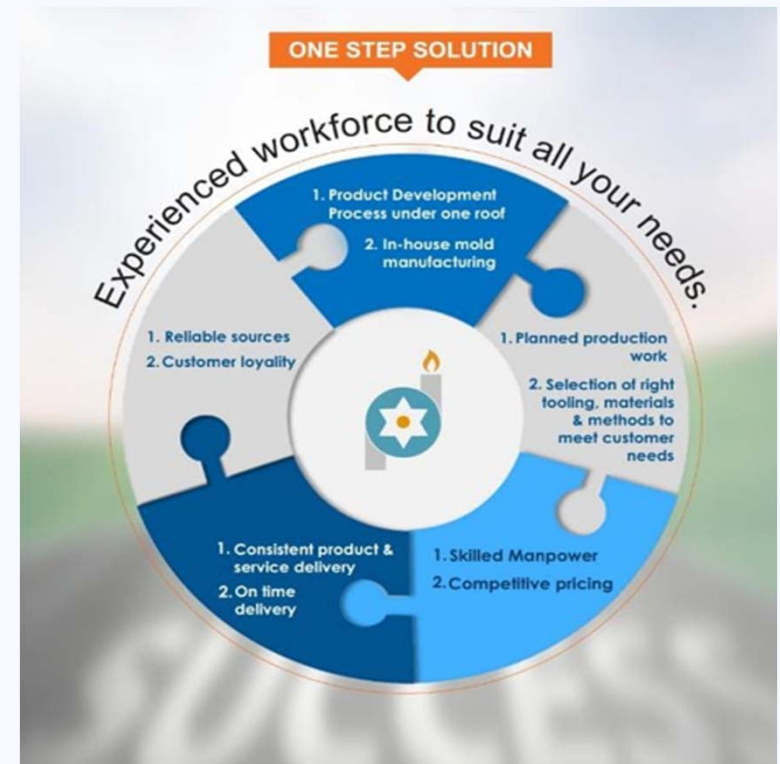 ONE STEP SOLUTION
Experienced workforce to suit all your needs.
1. Product Development
Process under one roof
2. In-house mold
manufacturing
1. Planned production
work
2. Selection of right
tooling, materials
& methods to
meet customer
needs
1. Skilled Manpower
2. Competitive pricing
1. Consistent product &
service delivery
2. On time
delivery
1. Reliable sources
2. Customer loyality
SUCCESS